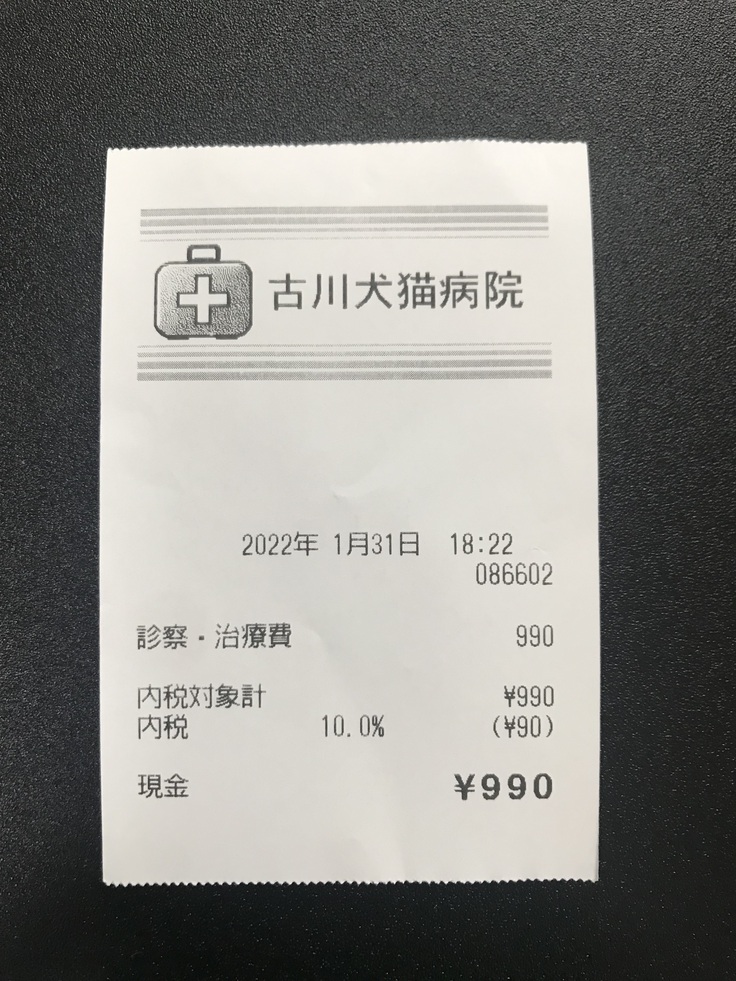 古川犬猫病院
2022年 1月31日 18:22
086602
診察・治療費 990
内税対象計 ¥990
内税 10.0% (¥90)
現金 ¥990